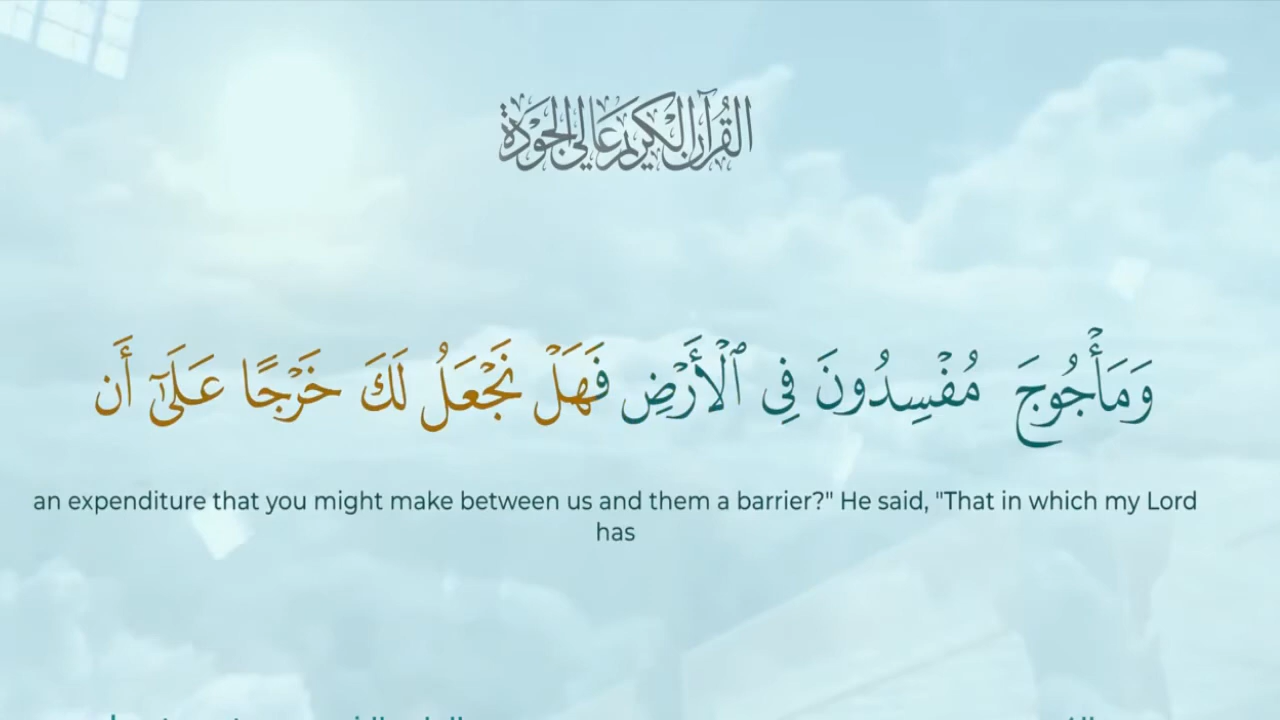 القرآن الكريم عالي الجودة
وَمَأْجُوجَ مُفْسِدُونَ فِى ٱلْأَرْضِ فَهَلْ نَجْعَلُ لَكَ خَرْجًا عَلَىٰٓ أَن
an expenditure that you might make between us and them a barrier?" He said, "That in which my Lord
has